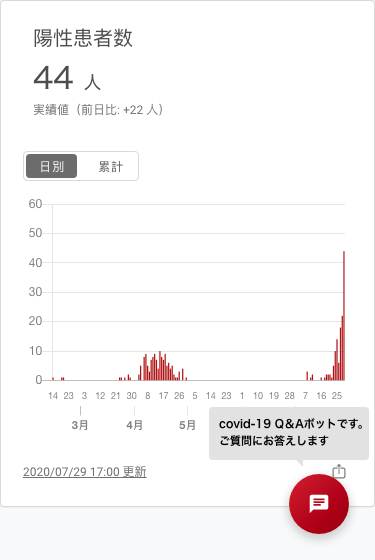 陽性患者数
44 人
実績値（前日比: +22 人）
日別 累計
60
50
40
30
20
10
0
14 23 3 12 21 30 8 17 26 5 14 23 1 10 19 28 7 16 25
3月 4月 5月
covid-19 Q&Aボットです。
ご質問にお答えします
2020/07/29 17:00 更新